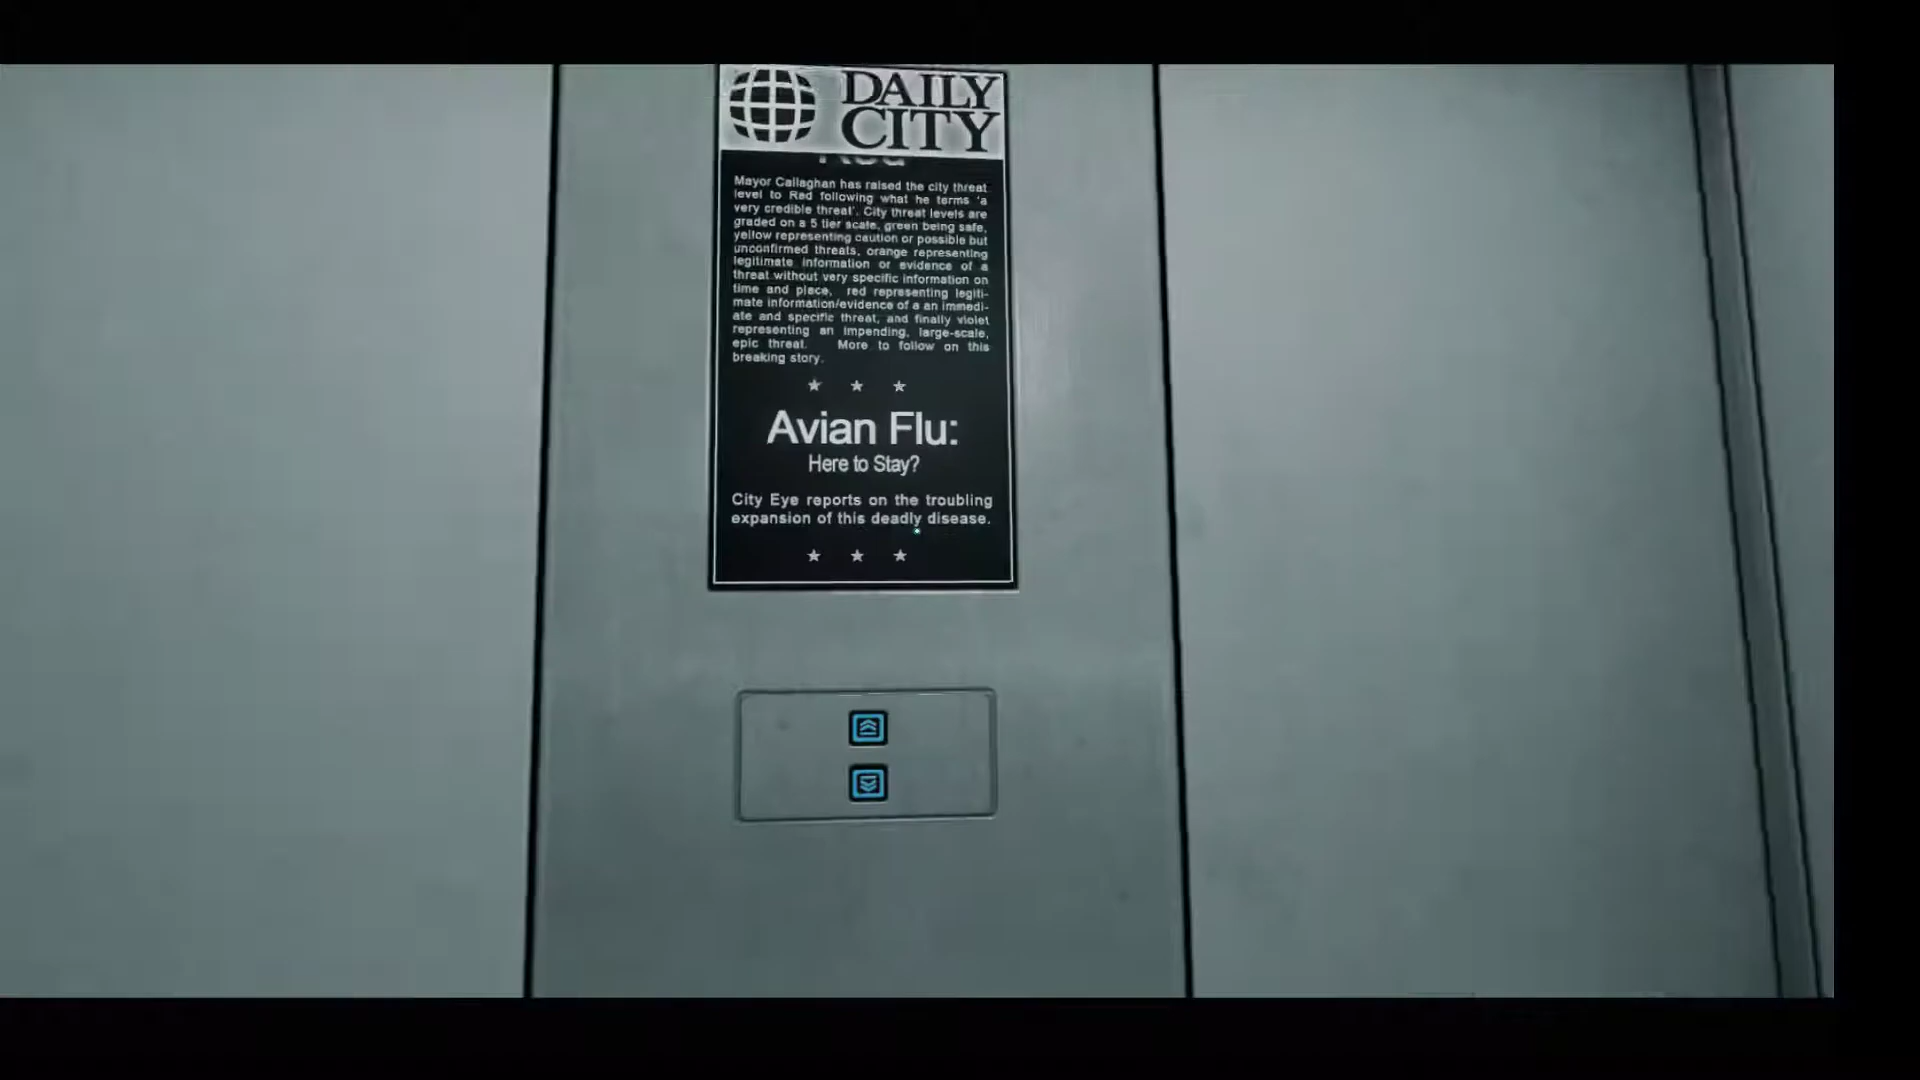 DAILY
CITY
Mayor Callaghan has raised the city threat
level to Red following what he terms 'a
very credible threat'. City threat levels are
graded on a 5 tier scale, green being safe,
yellow representing caution or possible but
unconfirmed threats, orange representing
legitimate information or evidence of a
threat without very specific information on
time and place, red representing legiti-
mate information/evidence of a an immedi-
ate and specific threat, and finally violet
representing an impending, large-scale,
epic threat. More to follow on this
breaking story.
Avian Flu:
Here to Stay?
City Eye reports on the troubling
expansion of this deadly disease.